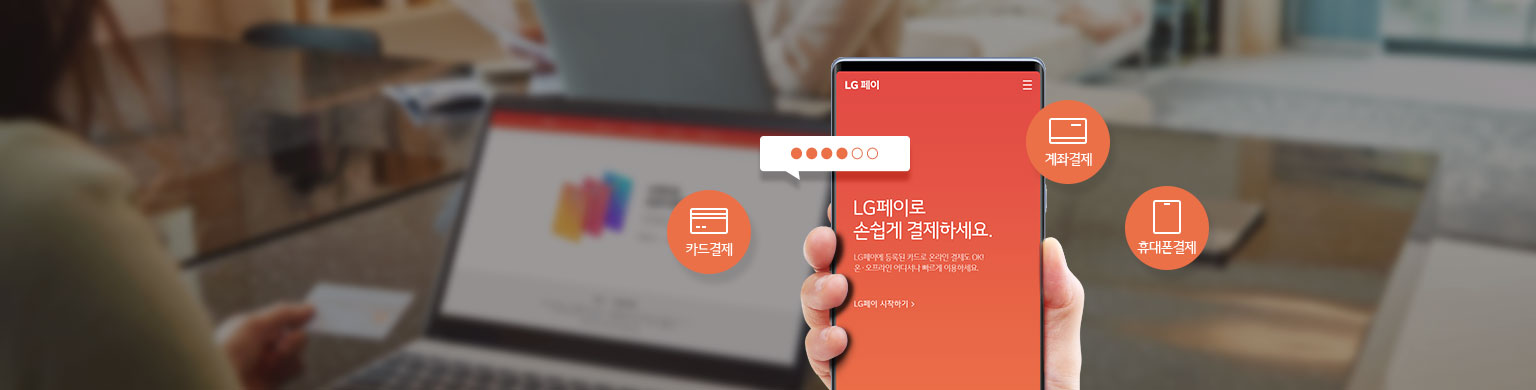 LG 페이
계좌결제
카드결제
휴대폰결제
LG페이로
손쉽게 결제하세요.
LG페이에 등록된 카드로 온라인 결제도 OK!
온·오프라인 어디서나 빠르게 이용하세요.
LG페이 시작하기 >